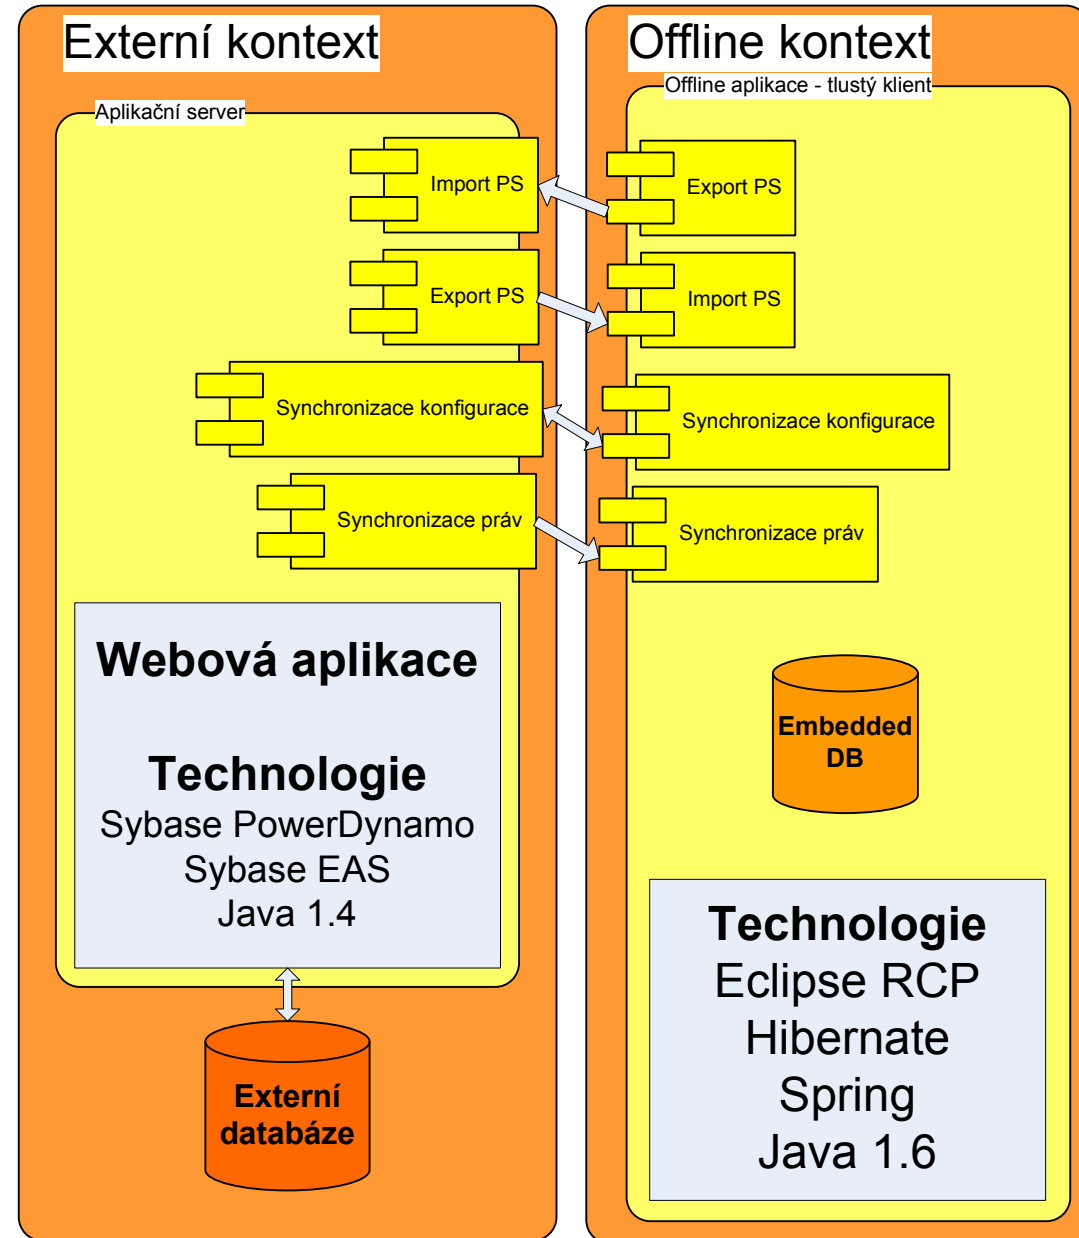 Externí kontext
Aplikační server
Import PS
Export PS
Synchronizace konfigurace
Synchronizace práv
Webová aplikace
Technologie
Sybase PowerDynamo
Sybase EAS
Java 1.4
Externí
databáze
Offline kontext
Offline aplikace - tlustý klient
Export PS
Import PS
Synchronizace konfigurace
Synchronizace práv
Embedded
DB
Technologie
Eclipse RCP
Hibernate
Spring
Java 1.6